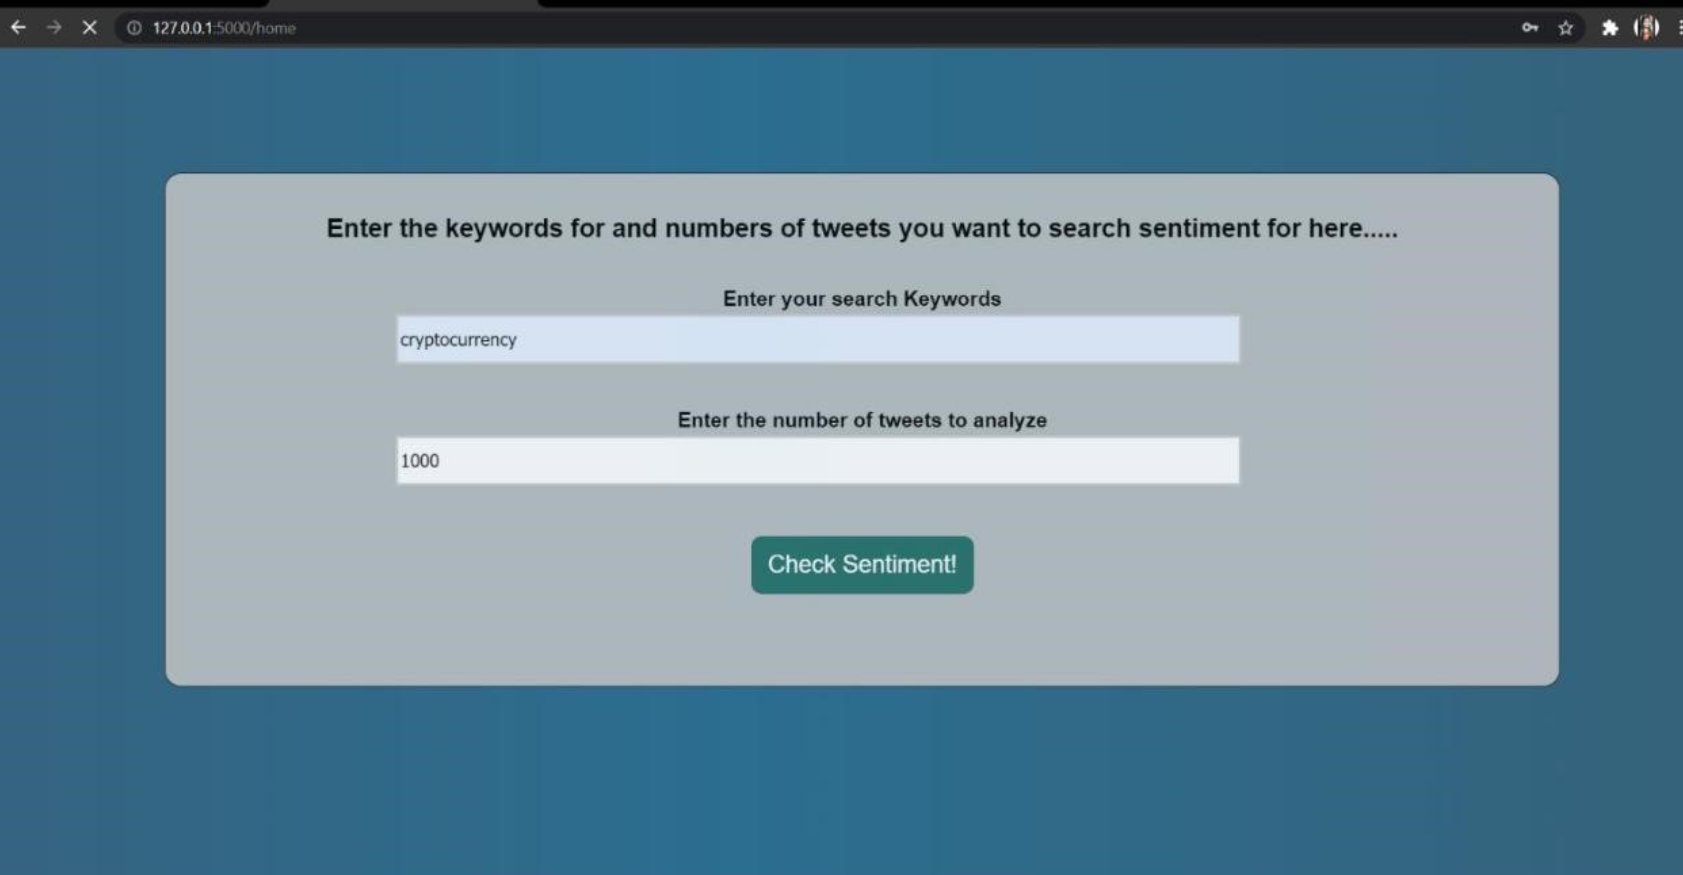 127.0.0.1:5000/home
Enter the keywords for and numbers of tweets you want to search sentiment for here.....
Enter your search Keywords
cryptocurrency
Enter the number of tweets to analyze
1000
Check Sentiment!